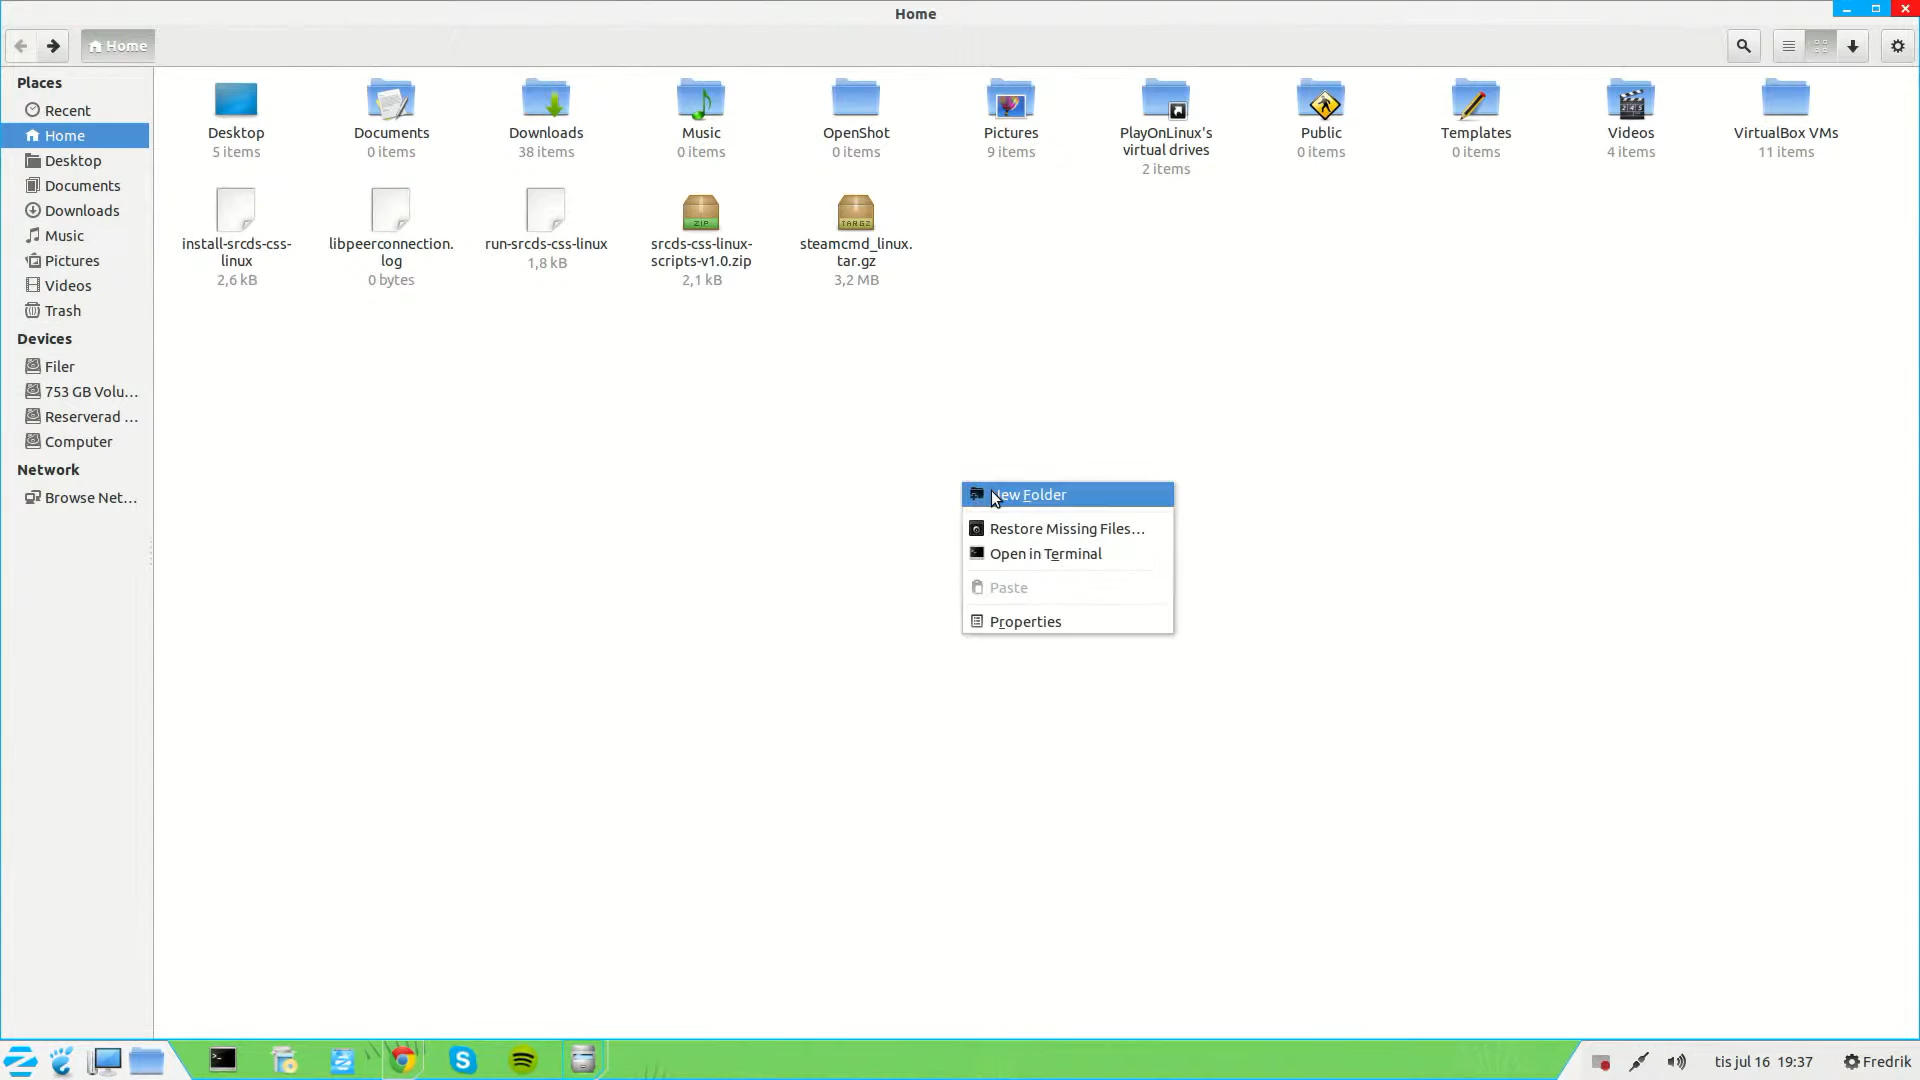 Home
Home
Places
Recent
Home
Desktop
Documents
Downloads
Music
Pictures
Videos
Trash
Devices
Filer
753 GB Volu...
Reserverad ...
Computer
Network
Browse Net...
Desktop
5 items
Documents
0 items
Downloads
38 items
Music
0 items
OpenShot
0 items
Pictures
9 items
PlayOnLinux's
virtual drives
2 items
Public
0 items
Templates
0 items
Videos
4 items
VirtualBox VMs
11 items
install-srcds-css-
linux
2,6 kB
libpeerconnection.
log
0 bytes
run-srcds-css-linux
1,8 kB
ZIP
srcds-css-linux-
scripts-v1.0.zip
2,1 kB
TAR.GZ
steamcmd_linux.
tar.gz
3,2 MB
New Folder
Restore Missing Files...
Open in Terminal
Paste
Properties
tis jul 16 19:37
Fredrik